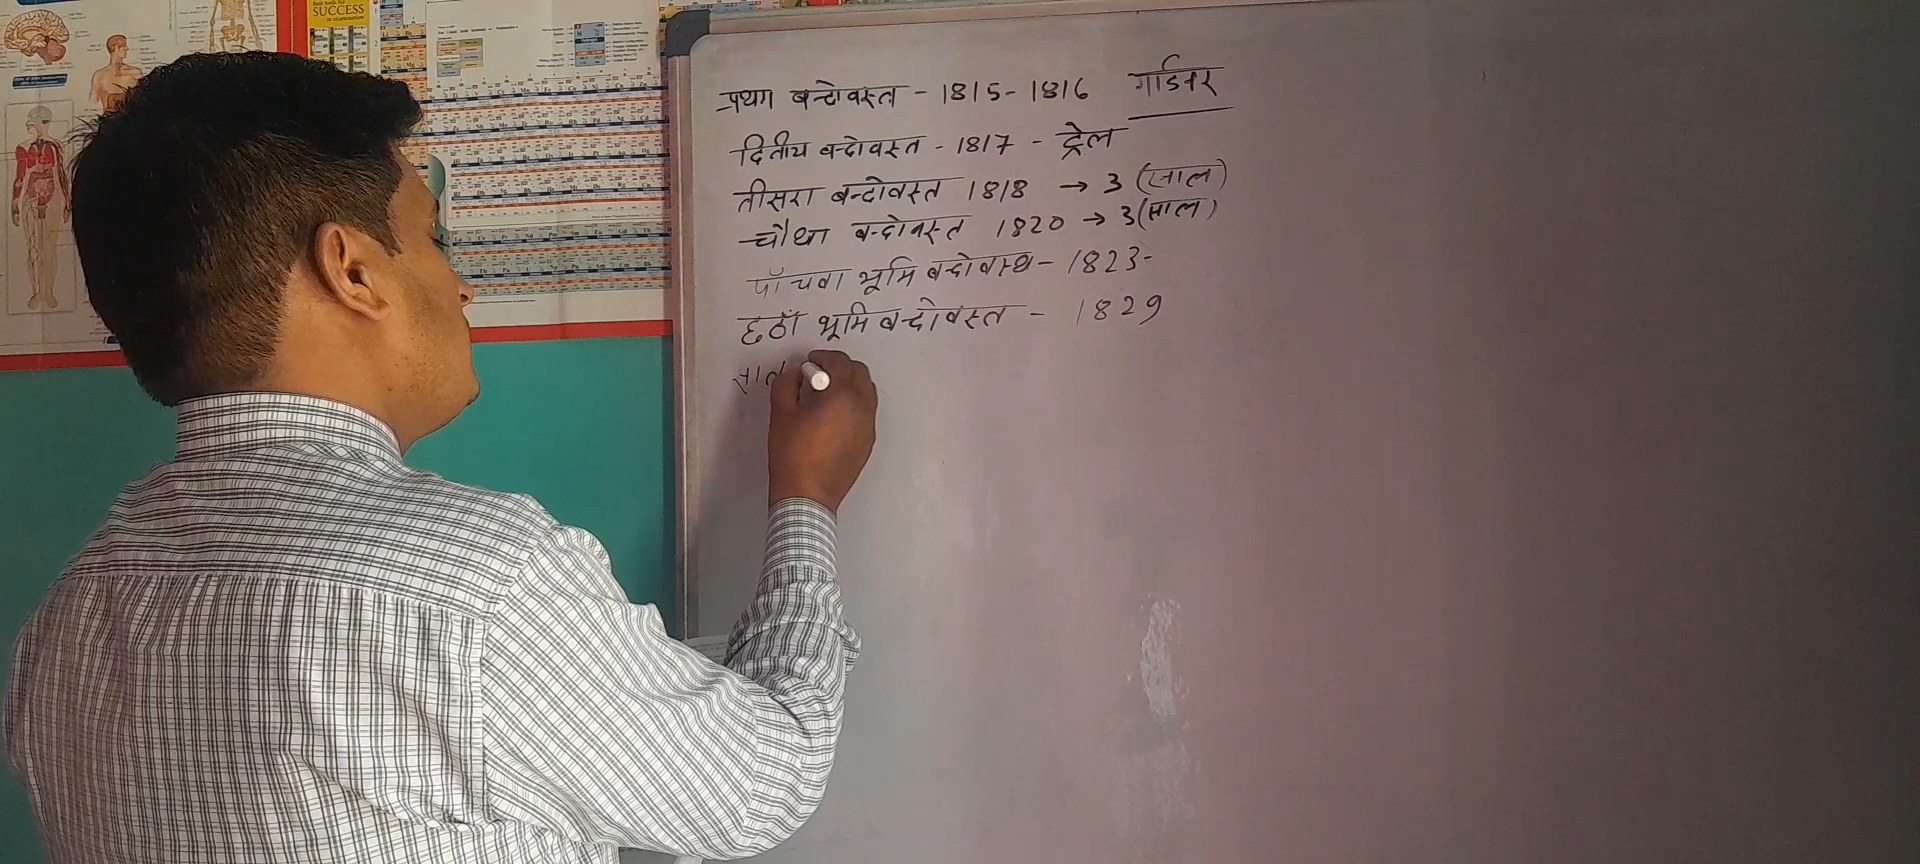 SUCCESS
प्रथम बन्दोवस्त - 1815-1816 गार्डनर
द्वितीय बन्दोवस्त - 1817 - ट्रेल
तीसरा बन्दोवस्त 1818 → 3 (साल)
चौथा बन्दोवस्त 1820 → 3 (साल)
पाँचवा भूमि बन्दोवस्थ - 1823-
छठाँ भूमि बन्दोवस्त - 1829
सात